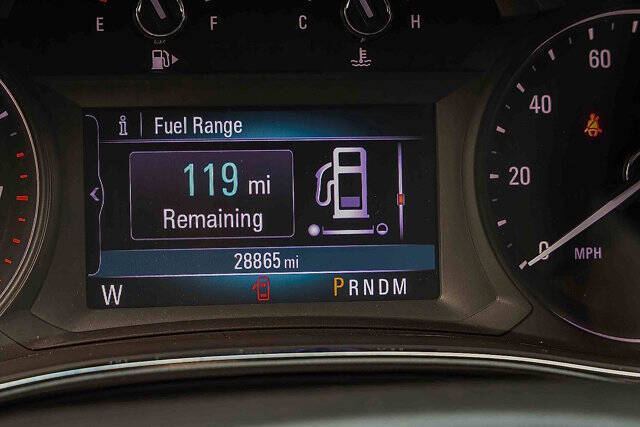 E F C H
60
40
20
0
MPH
i Fuel Range
119 mi
Remaining
28865 mi
W PRNDM